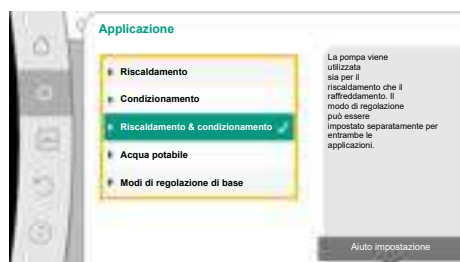 Applicazione
Riscaldamento
Condizionamento
Riscaldamento & condizionamento
Acqua potabile
Modi di regolazione di base
La pompa viene
utilizzata
sia per il
riscaldamento che il
raffreddamento. Il
modo di regolazione
può essere
impostato separatamente per
entrambe le
applicazioni.
Aiuto impostazione